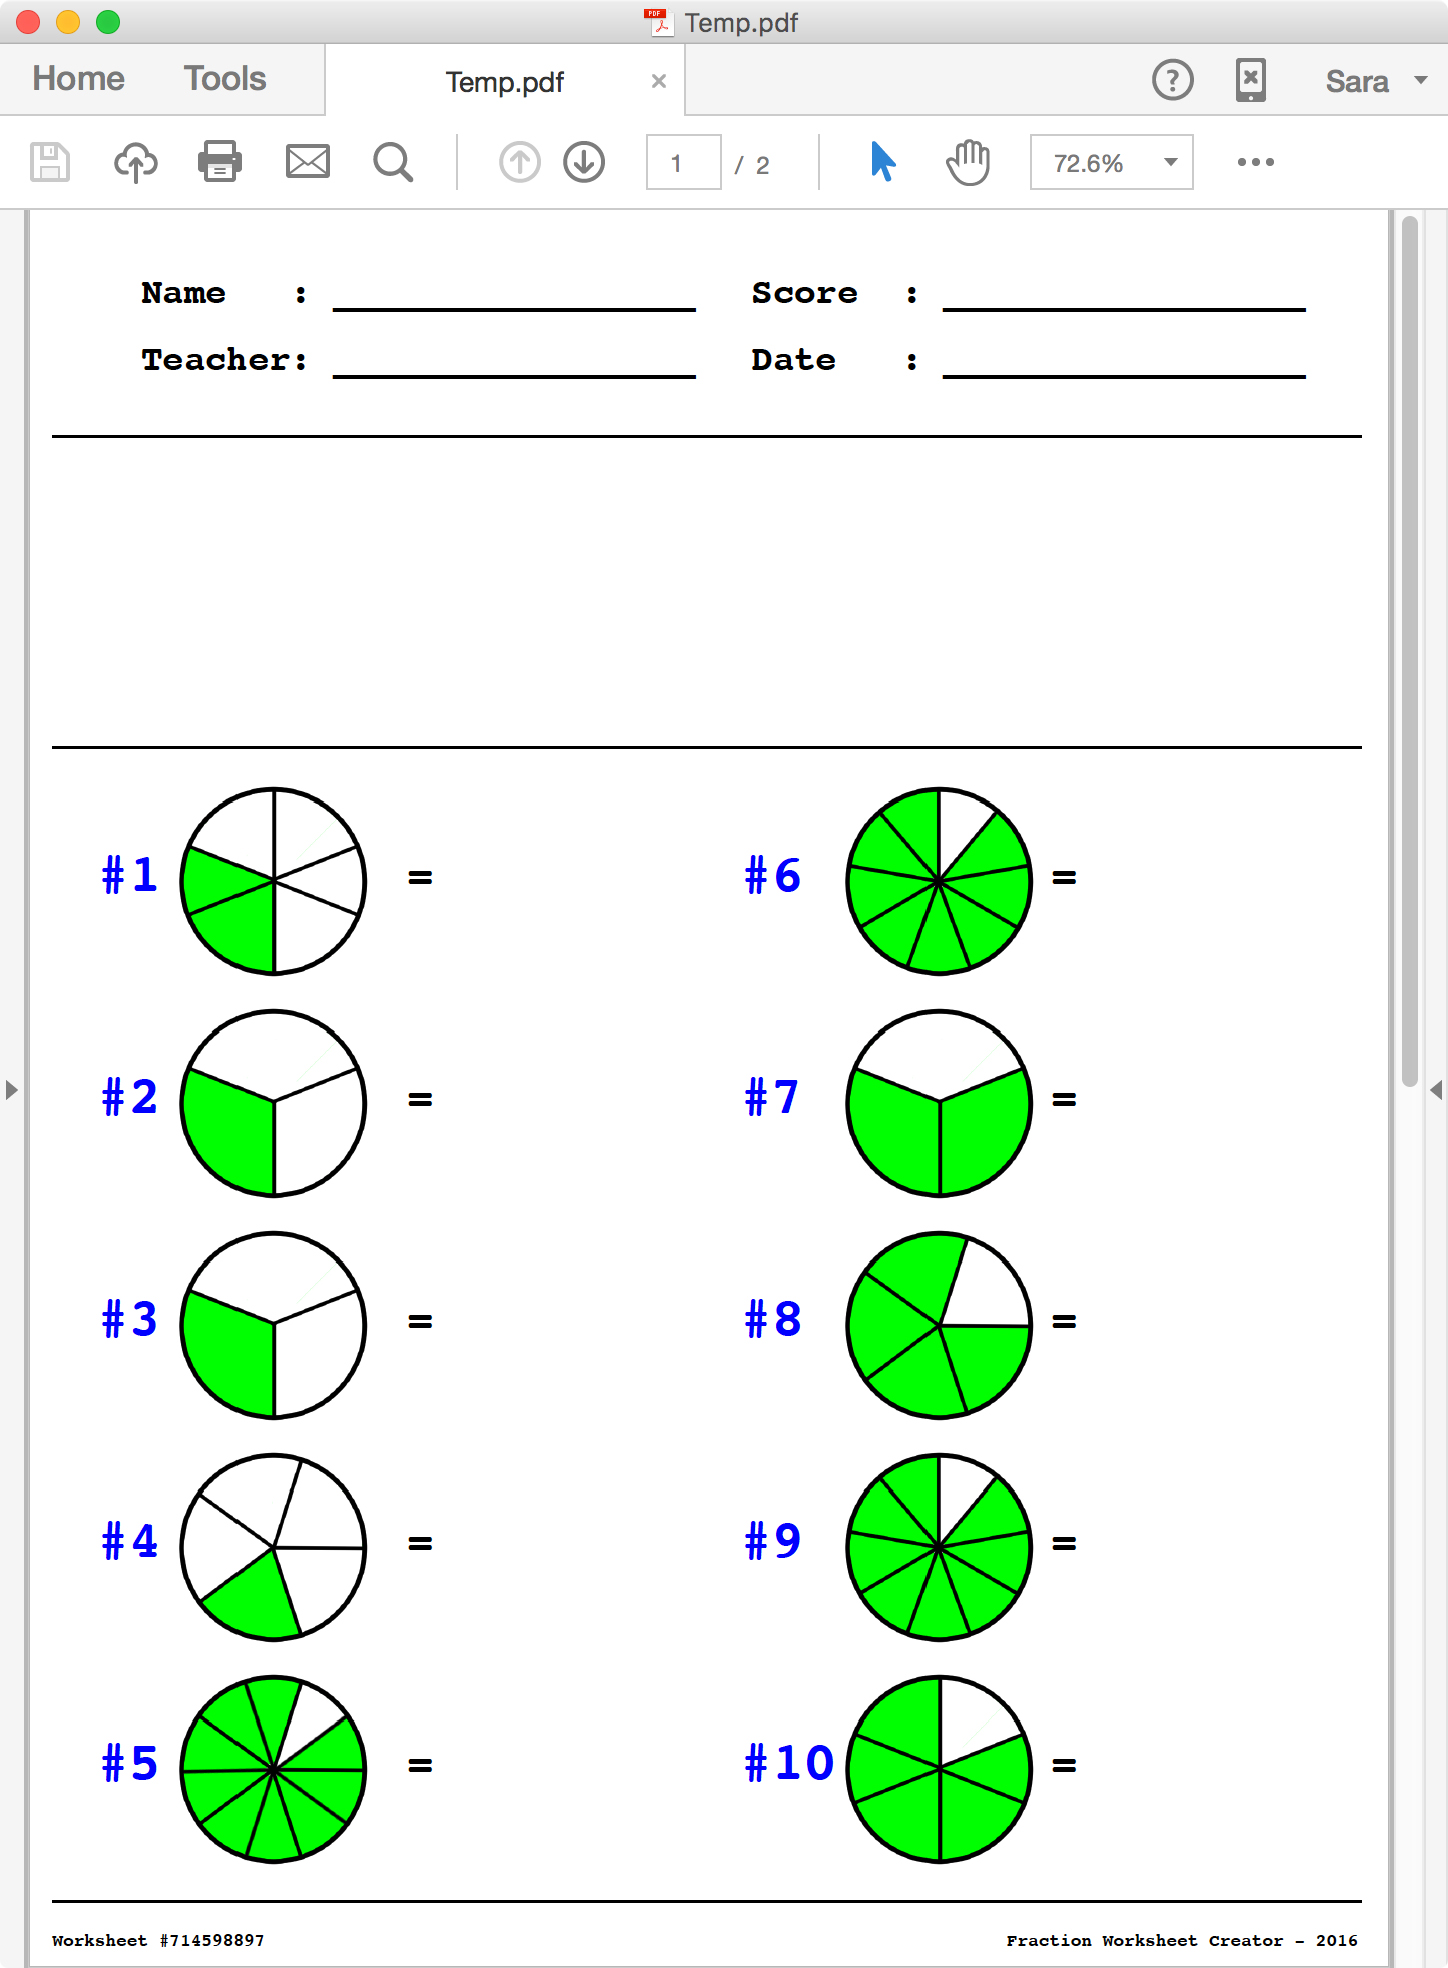 Temp.pdf
Home Tools Temp.pdf × ? Sara
1 / 2 72.6%
Name : Score :
Teacher: Date :
#1 = #6 =
#2 = #7 =
#3 = #8 =
#4 = #9 =
#5 = #10 =
Worksheet #714598897 Fraction Worksheet Creator - 2016